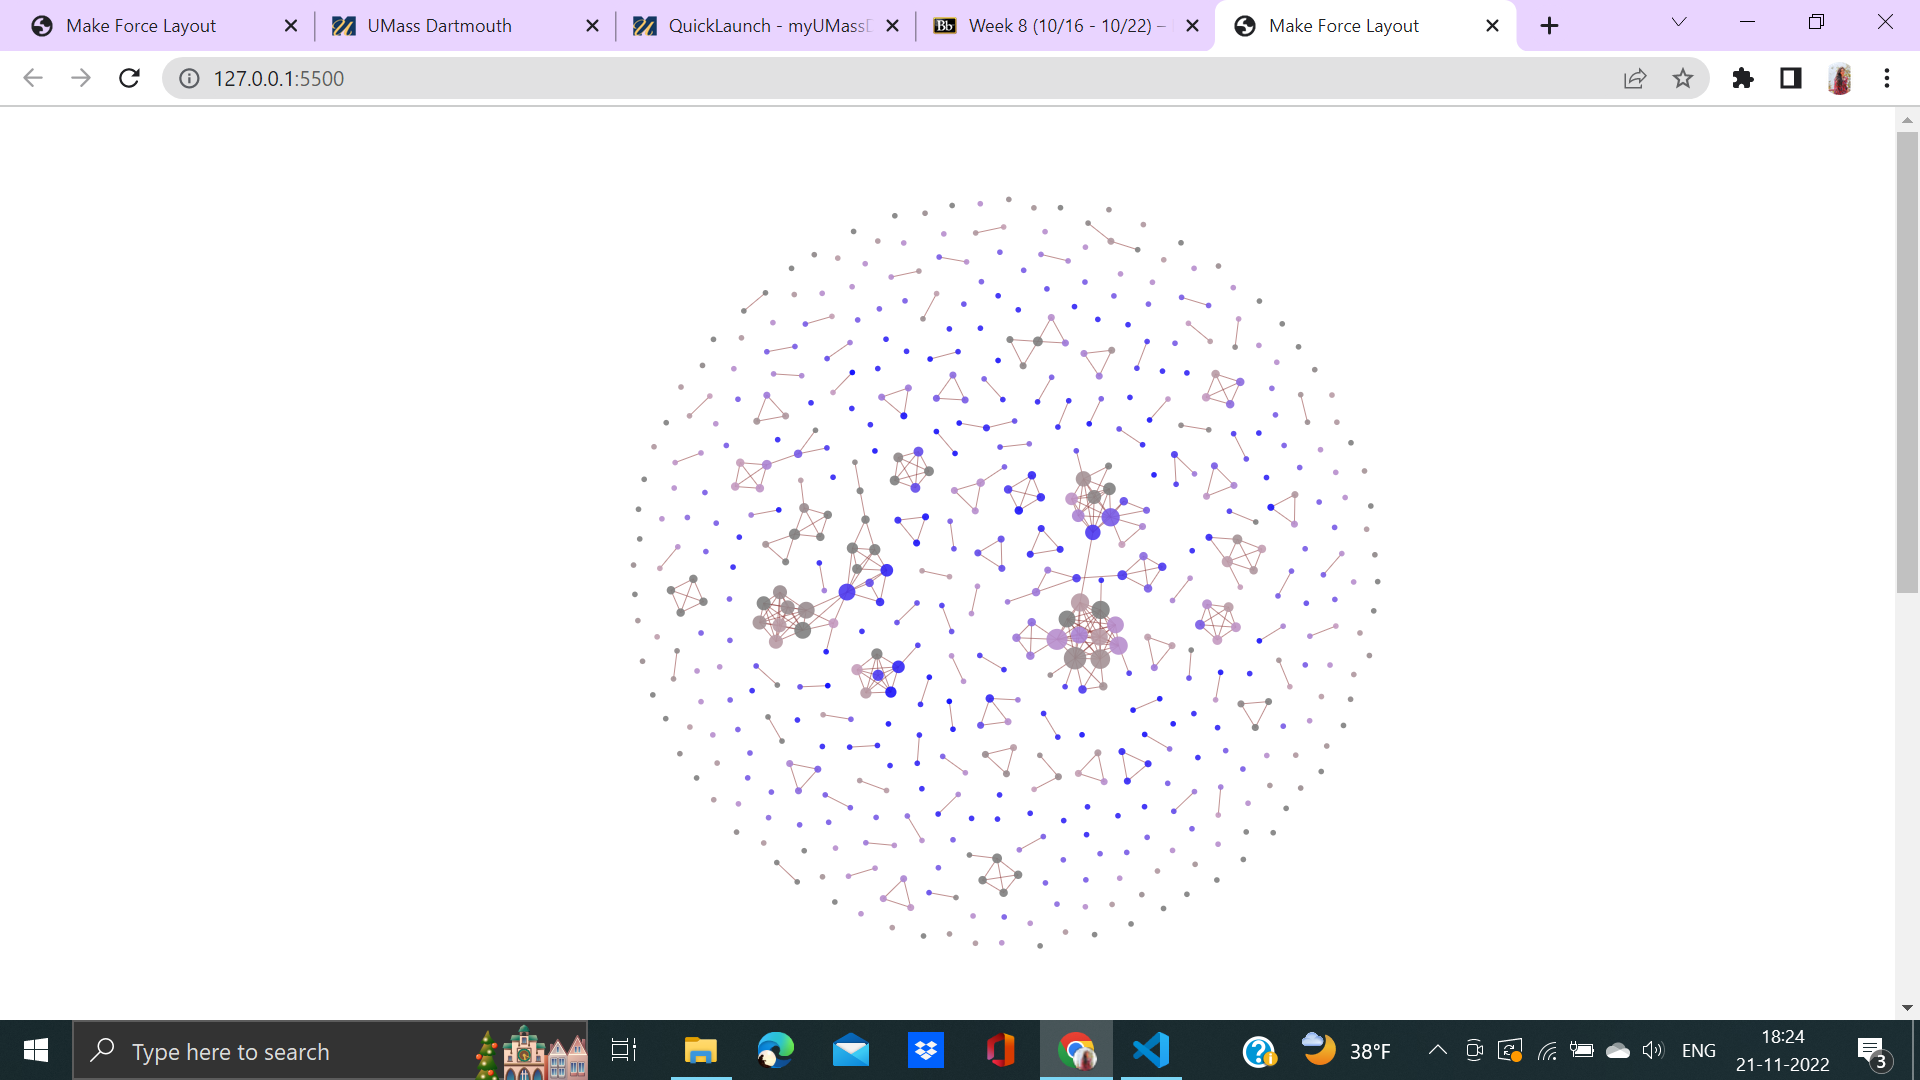 Make Force Layout
UMass Dartmouth
QuickLaunch - myUMassD
Bb Week 8 (10/16 - 10/22) –
Make Force Layout
127.0.0.1:5500
Type here to search
38°F
ENG
18:24
21-11-2022
3